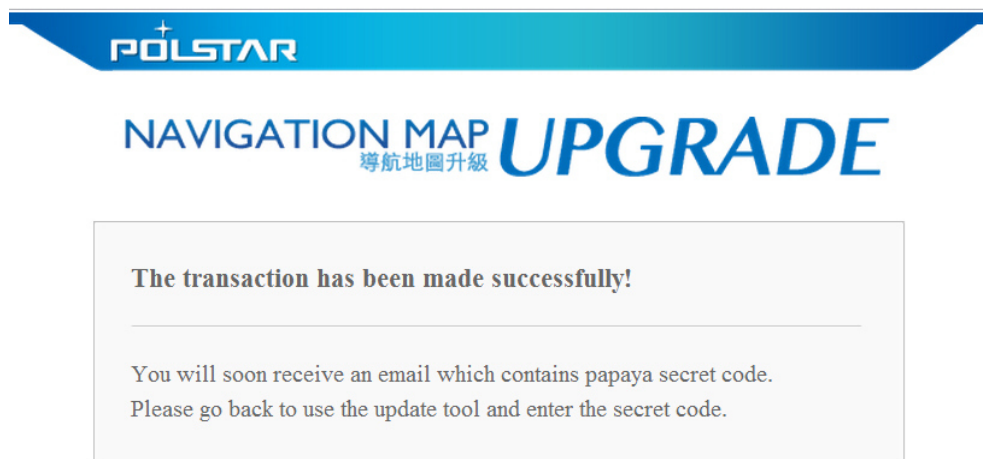 POLSTAR
NAVIGATION MAP UPGRADE
導航地圖升級
The transaction has been made successfully!
You will soon receive an email which contains papaya secret code.
Please go back to use the update tool and enter the secret code.